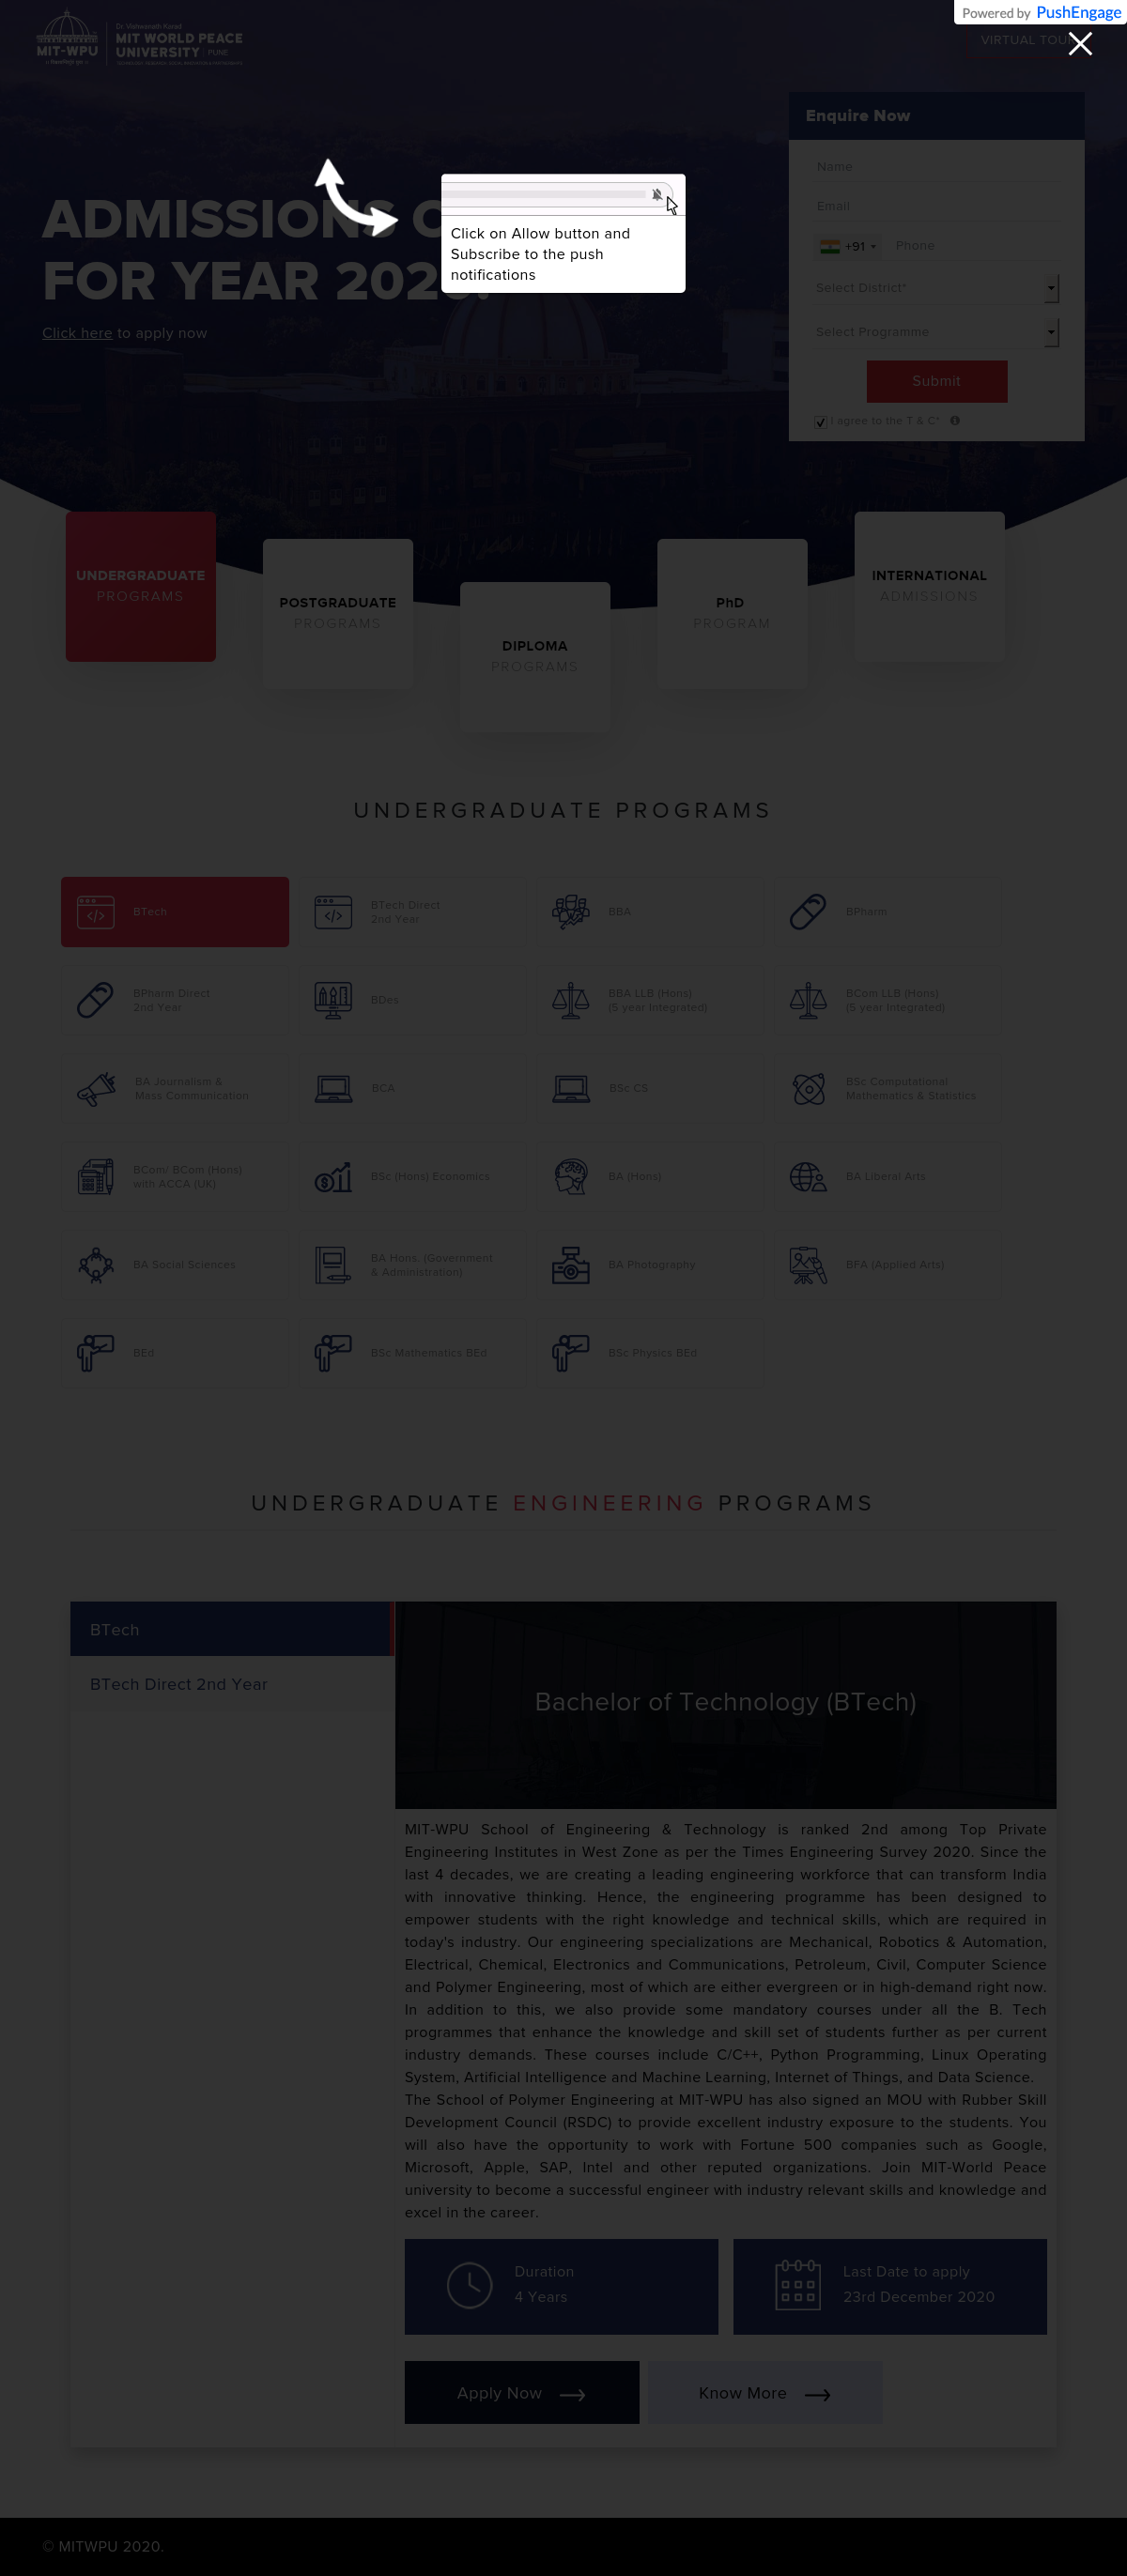 Powered by PushEngage
Dr. Vishwanath Karad
MIT WORLD PEACE
UNIVERSITY | PUNE
TECHNOLOGY, RESEARCH, SOCIAL INNOVATION & PARTNERSHIPS
MIT-WPU
VIRTUAL TOUR
Enquire Now
Name
Email
+91 Phone
Select District*
Select Programme
Submit
I agree to the T & C*
ADMISSIONS
FOR YEAR
Click here to apply now
Click on Allow button and
Subscribe to the push
notifications
UNDERGRADUATE
PROGRAMS
POSTGRADUATE
PROGRAMS
DIPLOMA
PROGRAMS
PhD
PROGRAM
INTERNATIONAL
ADMISSIONS
UNDERGRADUATE PROGRAMS
BTech
BTech Direct
2nd Year
BBA
BPharm
BPharm Direct
2nd Year
BDes
BBA LLB (Hons)
(5 year Integrated)
BCom LLB (Hons)
(5 year Integrated)
BA Journalism &
Mass Communication
BCA
BSc CS
BSc Computational
Mathematics & Statistics
BCom/ BCom (Hons)
with ACCA (UK)
BSc (Hons) Economics
BA (Hons)
BA Liberal Arts
BA Social Sciences
BA Hons. (Government
& Administration)
BA Photography
BFA (Applied Arts)
BEd
BSc Mathematics BEd
BSc Physics BEd
UNDERGRADUATE ENGINEERING PROGRAMS
BTech
BTech Direct 2nd Year
Bachelor of Technology (BTech)
MIT-WPU School of Engineering & Technology is ranked 2nd among Top Private
Engineering Institutes in West Zone as per the Times Engineering Survey 2020. Since the
last 4 decades, we are creating a leading engineering workforce that can transform India
with innovative thinking. Hence, the engineering programme has been designed to
empower students with the right knowledge and technical skills, which are required in
today's industry. Our engineering specializations are Mechanical, Robotics & Automation,
Electrical, Chemical, Electronics and Communications, Petroleum, Civil, Computer Science
and Polymer Engineering, most of which are either evergreen or in high-demand right now.
In addition to this, we also provide some mandatory courses under all the B. Tech
programmes that enhance the knowledge and skill set of students further as per current
industry demands. These courses include C/C++, Python Programming, Linux Operating
System, Artificial Intelligence and Machine Learning, Internet of Things, and Data Science.
The School of Polymer Engineering at MIT-WPU has also signed an MOU with Rubber Skill
Development Council (RSDC) to provide excellent industry exposure to the students. You
will also have the opportunity to work with Fortune 500 companies such as Google,
Microsoft, Apple, SAP, Intel and other reputed organizations. Join MIT-World Peace
university to become a successful engineer with industry relevant skills and knowledge and
excel in the career.
Duration
4 Years
Last Date to apply
23rd December 2020
Apply Now
Know More
© MITWPU 2020.